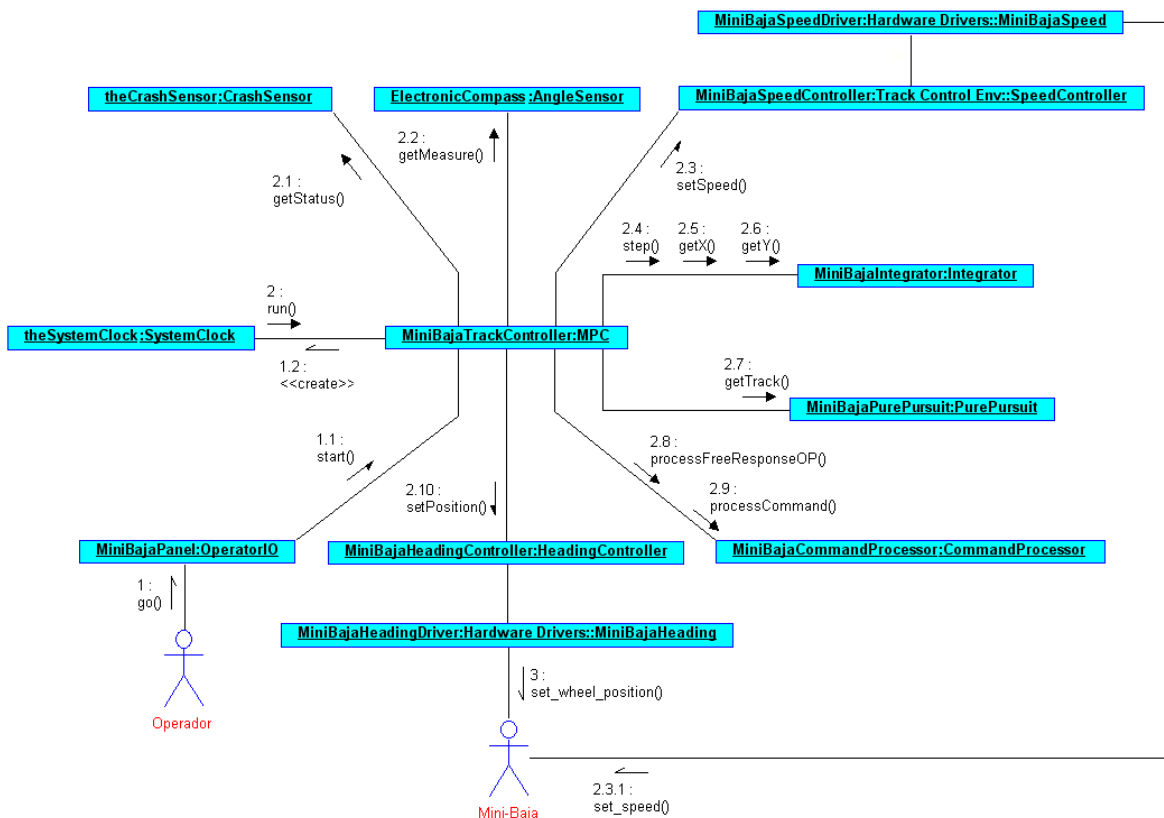 MiniBajaSpeedDriver:Hardware Drivers::MiniBajaSpeed
theCrashSensor:CrashSensor
ElectronicCompass:AngleSensor
MiniBajaSpeedController:Track Control Env::SpeedController
2.2 :
getMeasure()
2.1 :
getStatus()
2.3 :
setSpeed()
2.4 :
step()
2.5 :
getX()
2.6 :
getY()
MiniBajaIntegrator:Integrator
2 :
run()
theSystemClock:SystemClock
MiniBajaTrackController:MPC
1.2 :
<<create>>
2.7 :
getTrack()
MiniBajaPurePursuit:PurePursuit
1.1 :
start()
2.8 :
processFreeResponseOP()
2.10 :
setPosition()
2.9 :
processCommand()
MiniBajaPanel:OperatorIO
MiniBajaHeadingController:HeadingController
MiniBajaCommandProcessor:CommandProcessor
1 :
go()
MiniBajaHeadingDriver:Hardware Drivers::MiniBajaHeading
3 :
set_wheel_position()
Operador
2.3.1 :
set_speed()
Mini-Baja